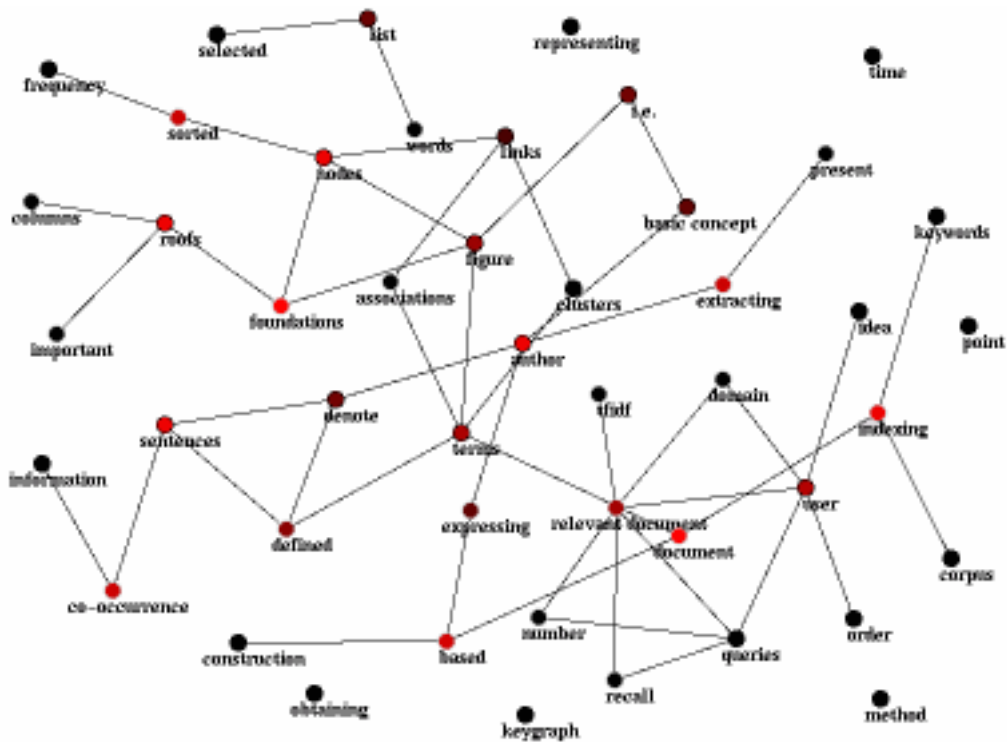 list
selected
representing
time
frequency
i.e.
sorted
words
links
nodes
present
columns
roofs
basic concept
keywords
figure
associations
clusters
extracting
foundations
idea
important
author
point
denote
tfidf
domain
sentences
terms
indexing
information
user
expressing
relevant document
defined
document
corpus
co-occurrence
number
order
construction
based
queries
recall
obtaining
method
keygraph